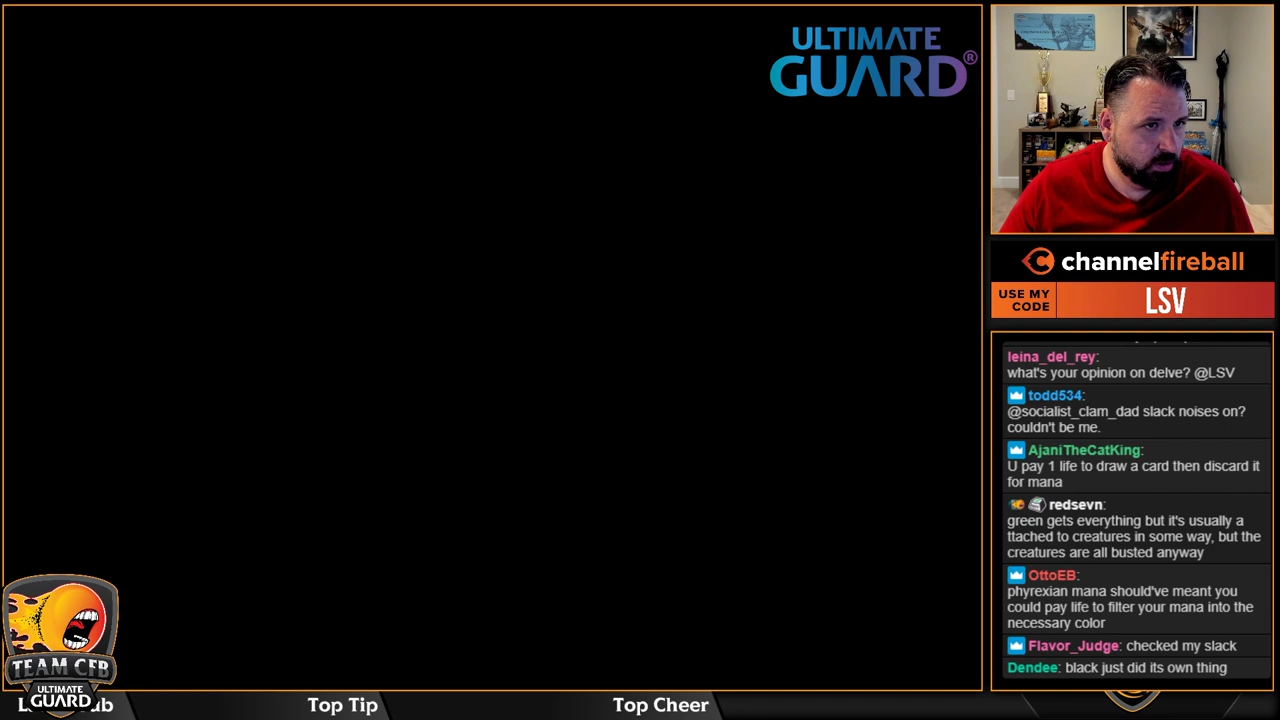 ULTIMATE
GUARD®
channelfireball
USE MY
CODE
LSV
leina_del_rey:
what's your opinion on delve? @LSV
todd534:
@socialist_clam_dad slack noises on?
couldn't be me.
AjaniTheCatKing:
U pay 1 life to draw a card then discard it
for mana
redsevn:
green gets everything but it's usually a
ttached to creatures in some way, but the
creatures are all busted anyway
OttoEB:
phyrexian mana should've meant you
could pay life to filter your mana into the
necessary color
Flavor_Judge: checked my slack
Dendee: black just did its own thing
TEAM CFB
ULTIMATE
GUARD
Top Tip
Top Cheer